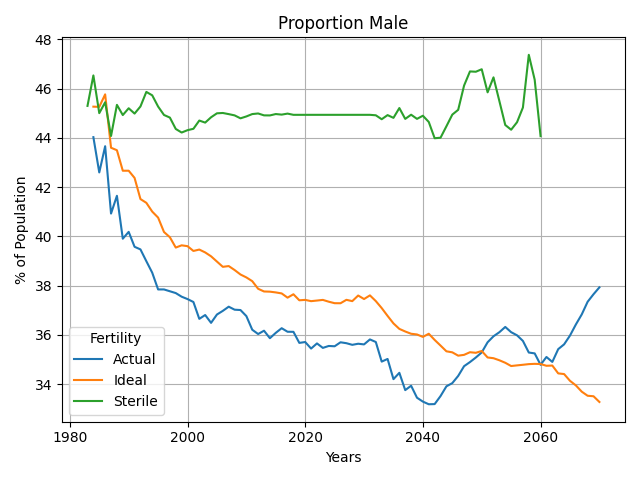 Proportion Male
% of Population
48
46
44
42
40
38
36
34
Fertility
Actual
Ideal
Sterile
1980
2000
2020
2040
2060
Years